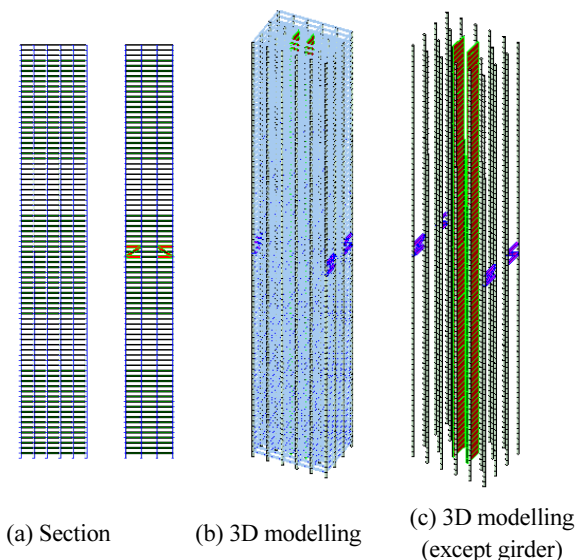 (a) Section
(b) 3D modelling
(c) 3D modelling
(except girder)